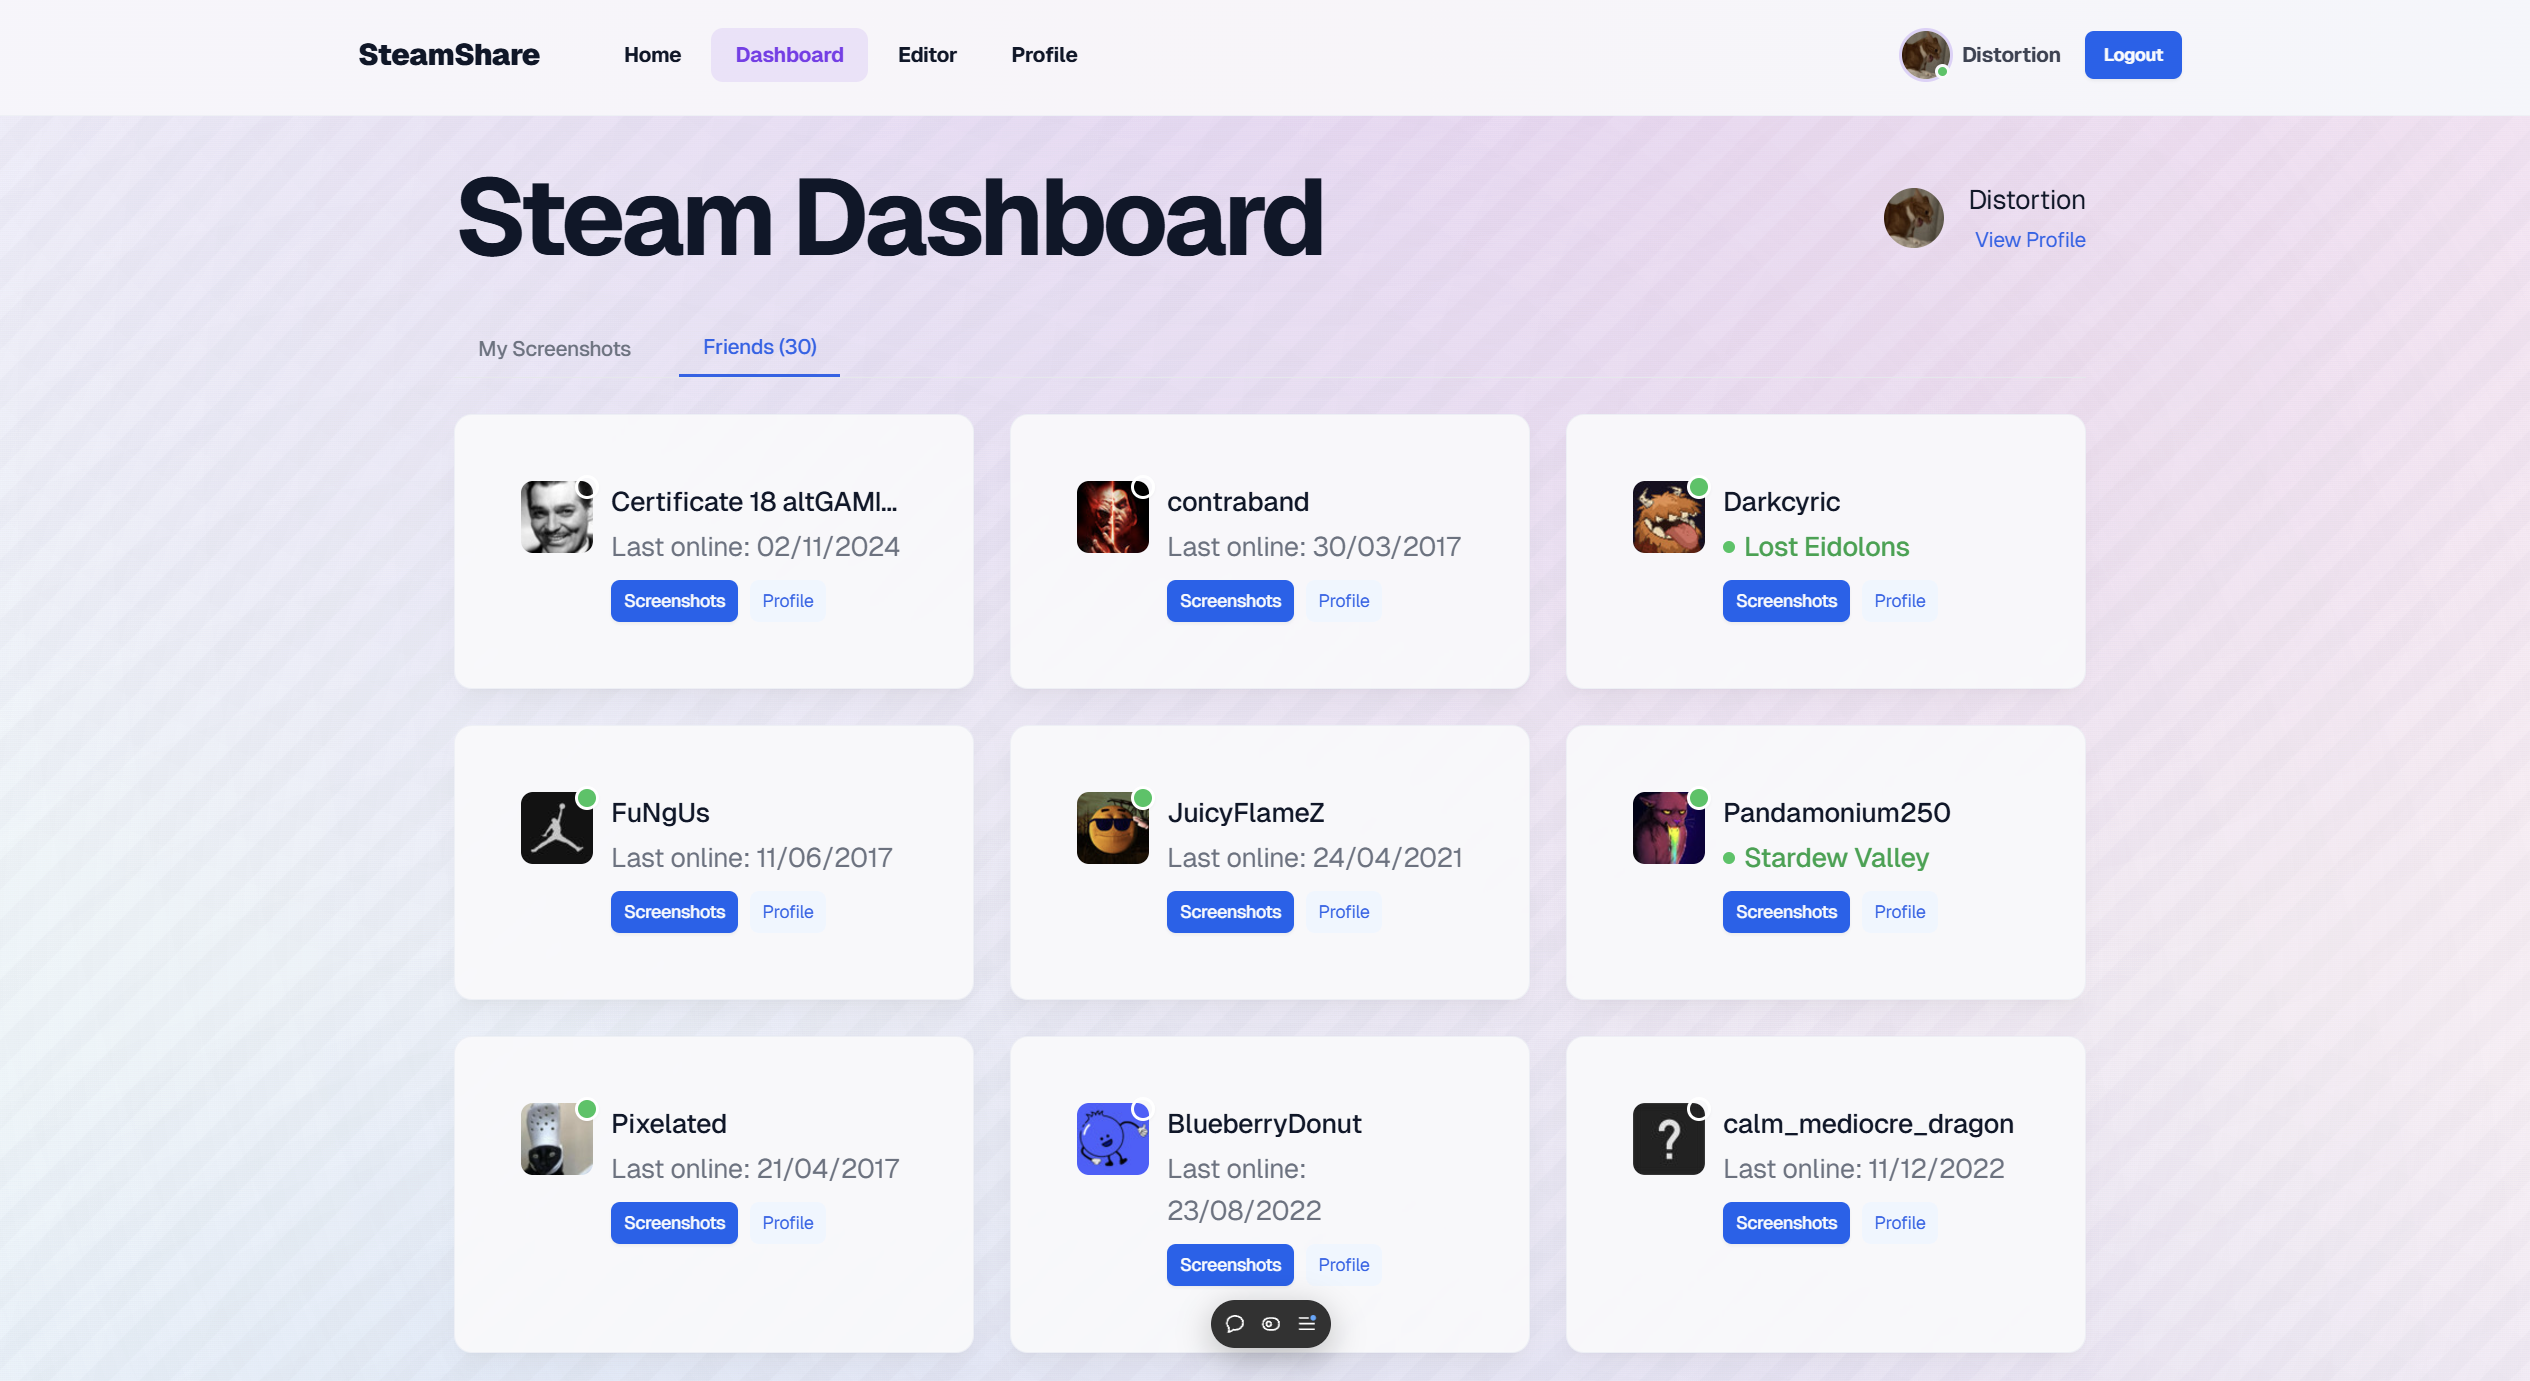 SteamShare
Home
Dashboard
Editor
Profile
Distortion
Logout
Steam Dashboard
Distortion
View Profile
My Screenshots
Friends (30)
Certificate 18 altGAMI...
Last online: 02/11/2024
Screenshots
Profile
contraband
Last online: 30/03/2017
Screenshots
Profile
Darkcyric
Lost Eidolons
Screenshots
Profile
FuNgUs
Last online: 11/06/2017
Screenshots
Profile
JuicyFlameZ
Last online: 24/04/2021
Screenshots
Profile
Pandamonium250
Stardew Valley
Screenshots
Profile
Pixelated
Last online: 21/04/2017
Screenshots
Profile
BlueberryDonut
Last online:
23/08/2022
Screenshots
Profile
?
calm_mediocre_dragon
Last online: 11/12/2022
Screenshots
Profile